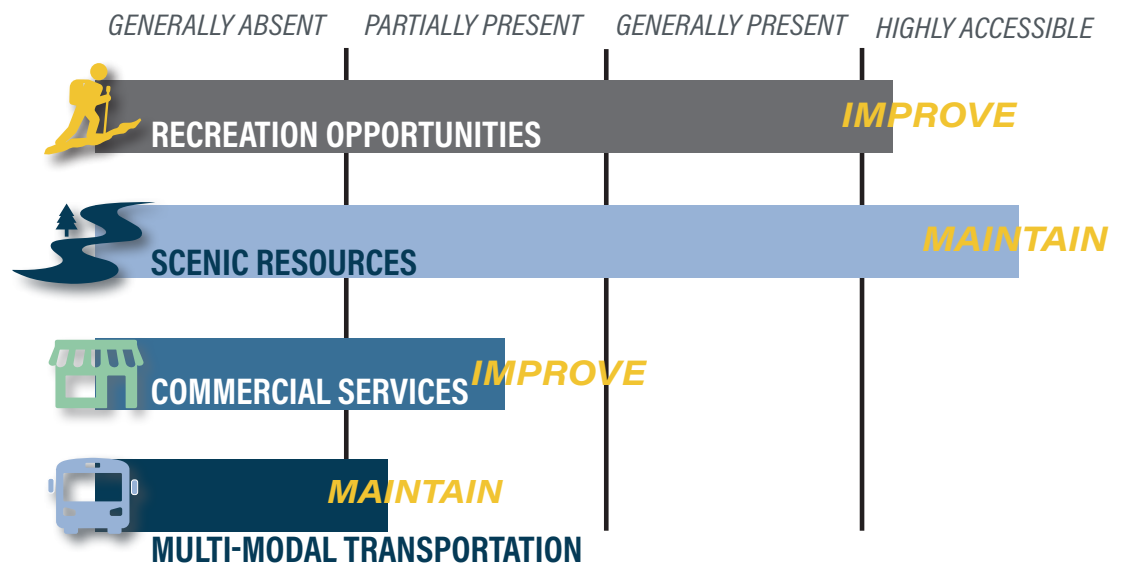 GENERALLY ABSENT PARTIALLY PRESENT GENERALLY PRESENT HIGHLY ACCESSIBLE
RECREATION OPPORTUNITIES IMPROVE
SCENIC RESOURCES MAINTAIN
COMMERCIAL SERVICES IMPROVE
MAINTAIN
MULTI-MODAL TRANSPORTATION